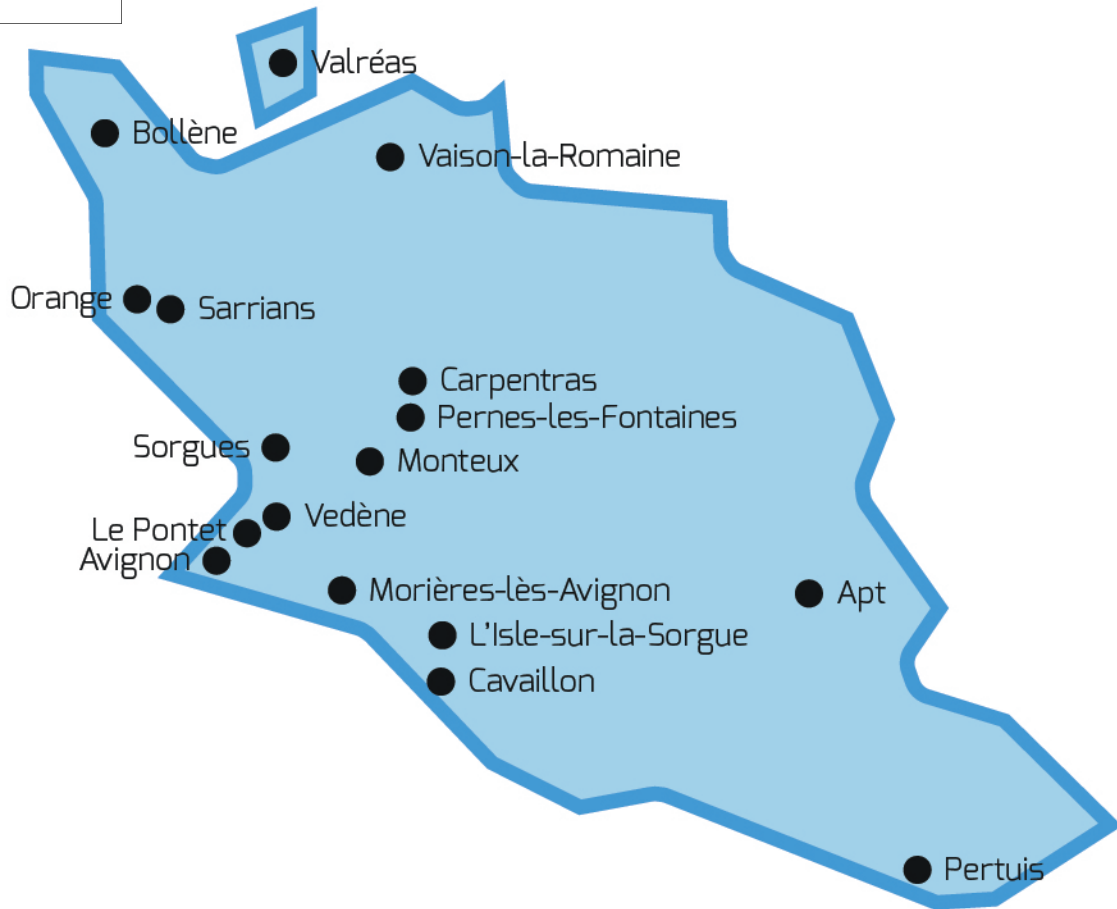 Valréas
Bollène
Vaison-la-Romaine
Orange
Sarrians
Carpentras
Pernes-les-Fontaines
Sorgues
Monteux
Vedène
Le Pontet
Avignon
Morières-lès-Avignon
Apt
L'Isle-sur-la-Sorgue
Cavaillon
Pertuis